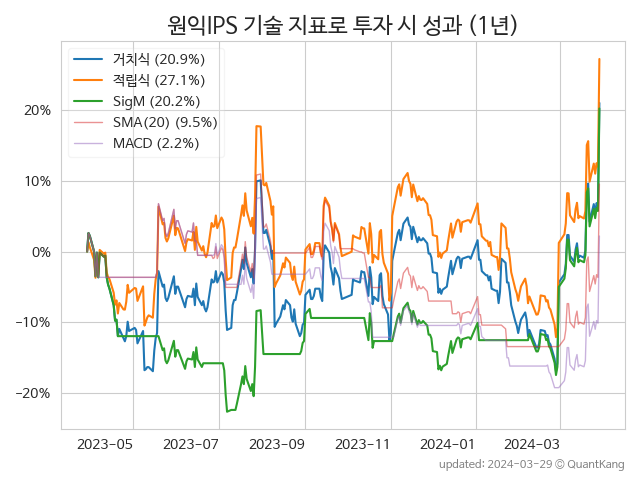 원익IPS 기술 지표로 투자 시 성과 (1년)
거치식 (20.9%)
적립식 (27.1%)
SigM (20.2%)
SMA(20) (9.5%)
MACD (2.2%)
20%
10%
0%
−10%
−20%
2023-05 2023-07 2023-09 2023-11 2024-01 2024-03
updated: 2024-03-29 © QuantKang